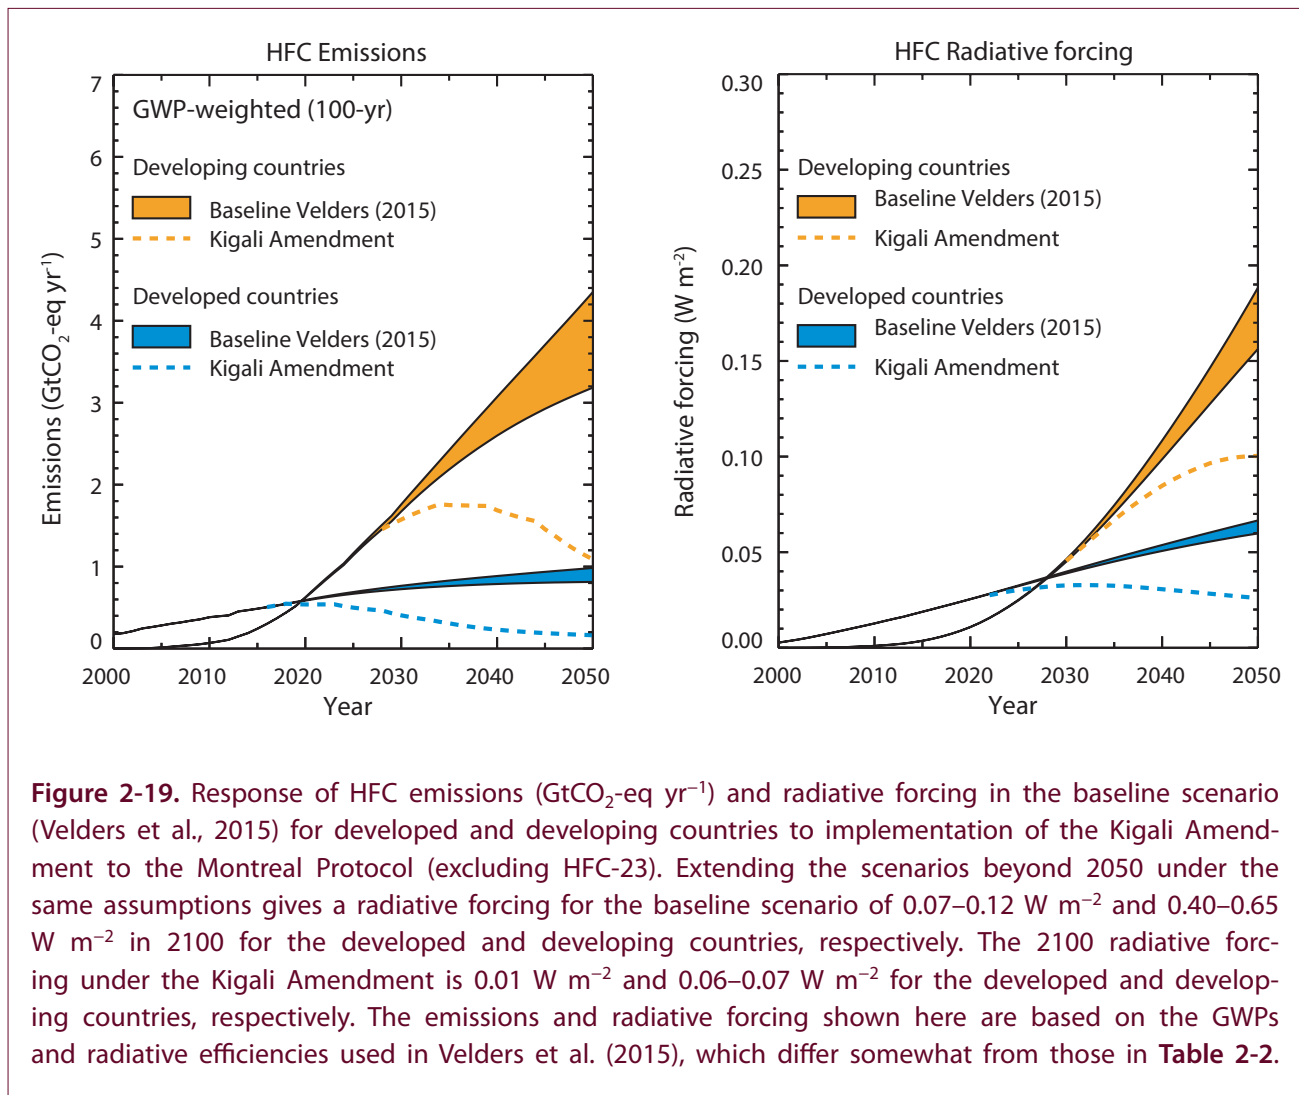 HFC Emissions
7
6
5
4
3
2
1
0
Emissions (GtCO₂-eq yr⁻¹)
GWP-weighted (100-yr)
Developing countries
Baseline Velders (2015)
Kigali Amendment
Developed countries
Baseline Velders (2015)
Kigali Amendment
2000 2010 2020 2030 2040 2050
Year
HFC Radiative forcing
0.30
0.25
0.20
0.15
0.10
0.05
0.00
Radiative forcing (W m⁻²)
Developing countries
Baseline Velders (2015)
Kigali Amendment
Developed countries
Baseline Velders (2015)
Kigali Amendment
2000 2010 2020 2030 2040 2050
Year
Figure 2-19. Response of HFC emissions (GtCO₂-eq yr⁻¹) and radiative forcing in the baseline scenario
(Velders et al., 2015) for developed and developing countries to implementation of the Kigali Amend-
ment to the Montreal Protocol (excluding HFC-23). Extending the scenarios beyond 2050 under the
same assumptions gives a radiative forcing for the baseline scenario of 0.07–0.12 W m⁻² and 0.40–0.65
W m⁻² in 2100 for the developed and developing countries, respectively. The 2100 radiative forc-
ing under the Kigali Amendment is 0.01 W m⁻² and 0.06–0.07 W m⁻² for the developed and develop-
ing countries, respectively. The emissions and radiative forcing shown here are based on the GWPs
and radiative efficiencies used in Velders et al. (2015), which differ somewhat from those in Table 2-2.